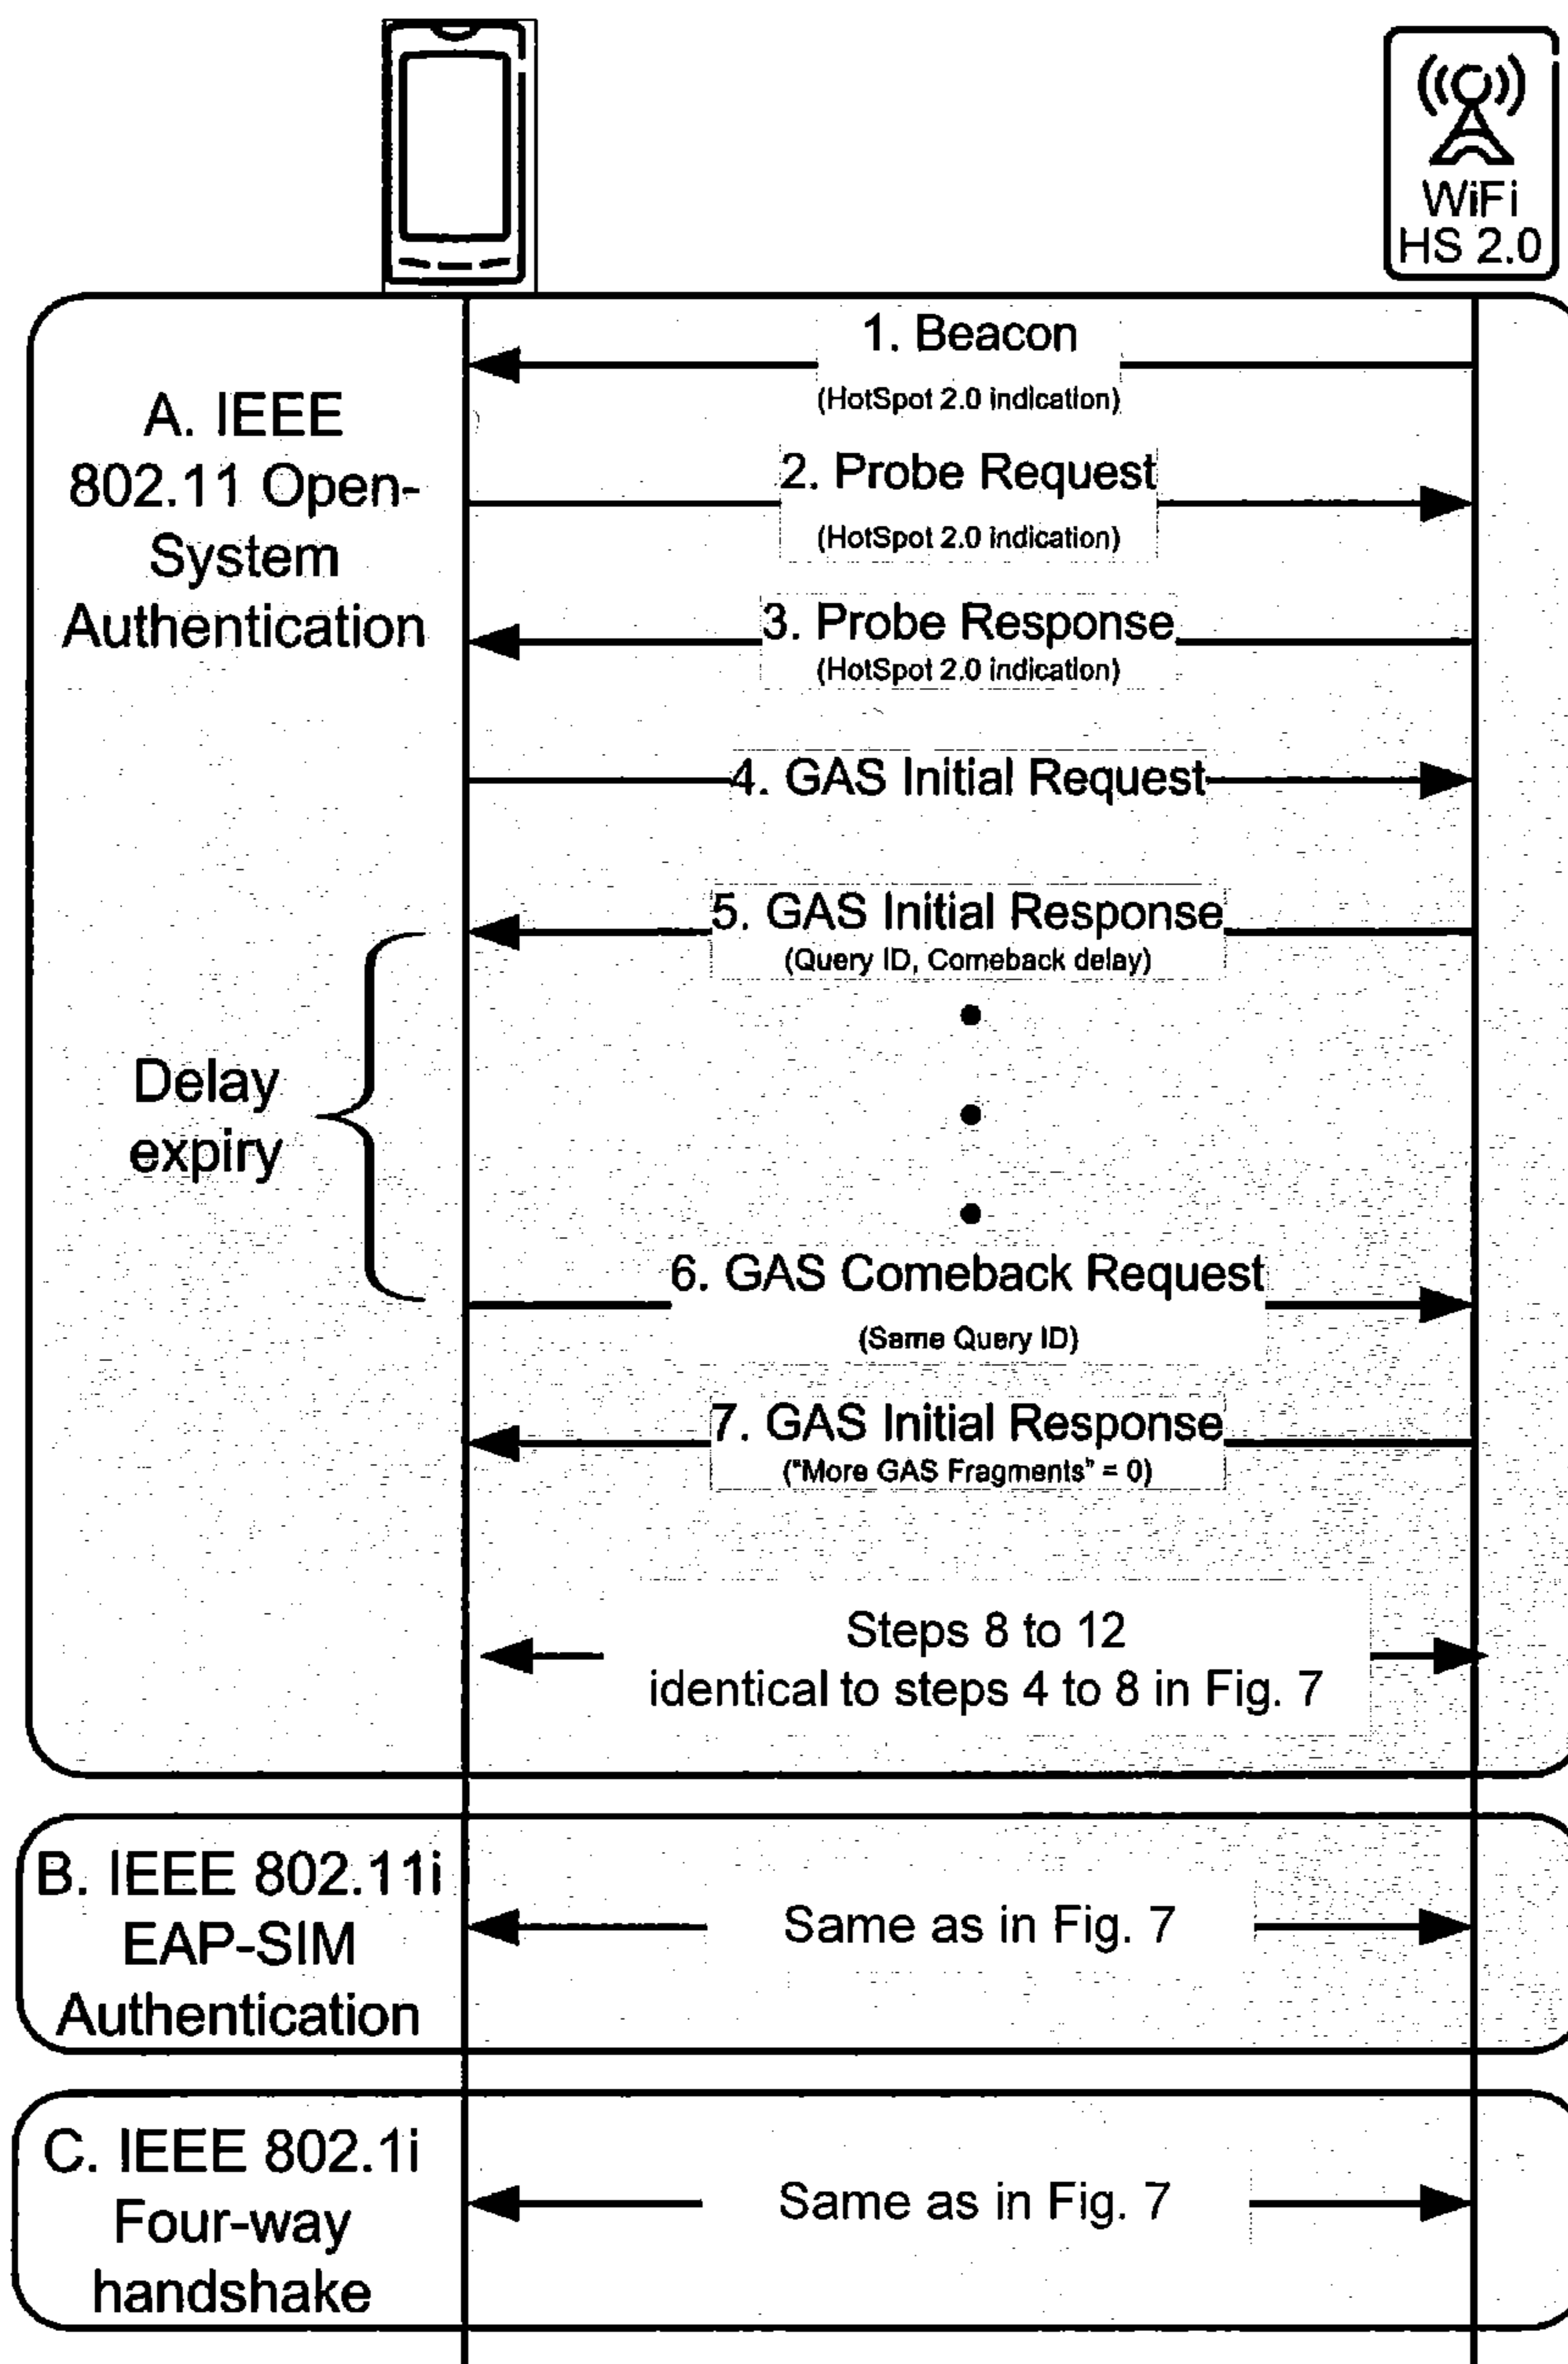 WiFi
HS 2.0
A. IEEE
802.11 Open-
System
Authentication
1. Beacon
(HotSpot 2.0 indication)
2. Probe Request
(HotSpot 2.0 indication)
3. Probe Response
(HotSpot 2.0 indication)
4. GAS Initial Request
5. GAS Initial Response
(Query ID, Comeback delay)
Delay
expiry
6. GAS Comeback Request
(Same Query ID)
7. GAS Initial Response
("More GAS Fragments" = 0)
Steps 8 to 12
identical to steps 4 to 8 in Fig. 7
B. IEEE 802.11i
EAP-SIM
Authentication
Same as in Fig. 7
C. IEEE 802.1i
Four-way
handshake
Same as in Fig. 7